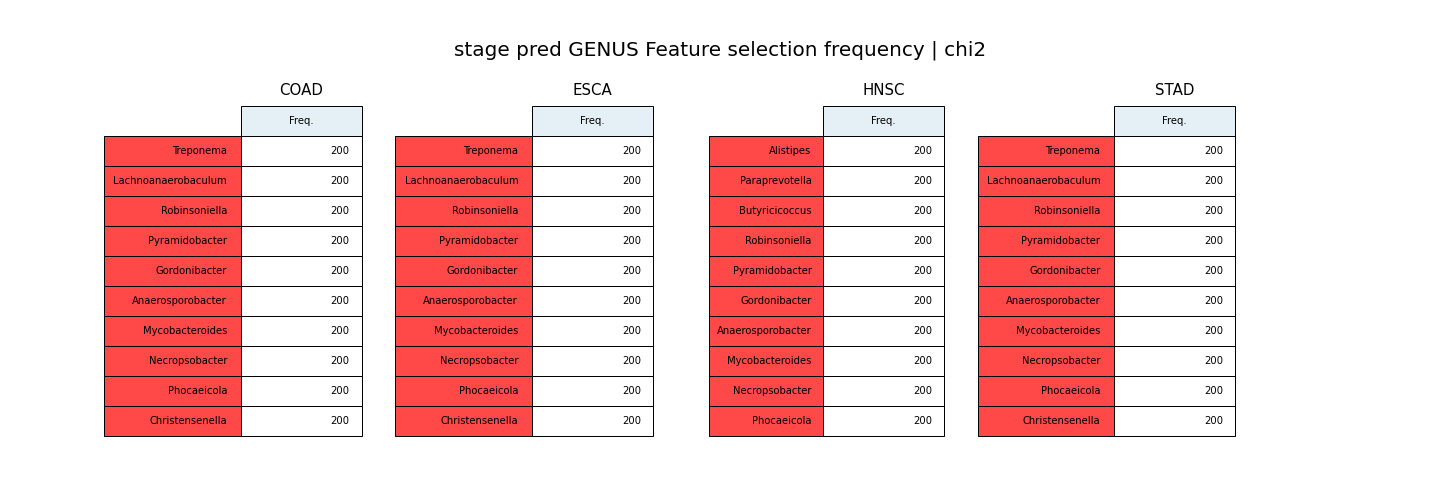 stage pred GENUS Feature selection frequency | chi2
COAD ESCA HNSC STAD
Freq. Freq. Freq. Freq.
Treponema 200 Treponema 200 Alistipes 200 Treponema 200
Lachnoanaerobaculum 200 Lachnoanaerobaculum 200 Paraprevotella 200 Lachnoanaerobaculum 200
Robinsoniella 200 Robinsoniella 200 Butyricicoccus 200 Robinsoniella 200
Pyramidobacter 200 Pyramidobacter 200 Robinsoniella 200 Pyramidobacter 200
Gordonibacter 200 Gordonibacter 200 Pyramidobacter 200 Gordonibacter 200
Anaerosporobacter 200 Anaerosporobacter 200 Gordonibacter 200 Anaerosporobacter 200
Mycobacteroides 200 Mycobacteroides 200 Anaerosporobacter 200 Mycobacteroides 200
Necropsobacter 200 Necropsobacter 200 Mycobacteroides 200 Necropsobacter 200
Phocaeicola 200 Phocaeicola 200 Necropsobacter 200 Phocaeicola 200
Christensenella 200 Christensenella 200 Phocaeicola 200 Christensenella 200